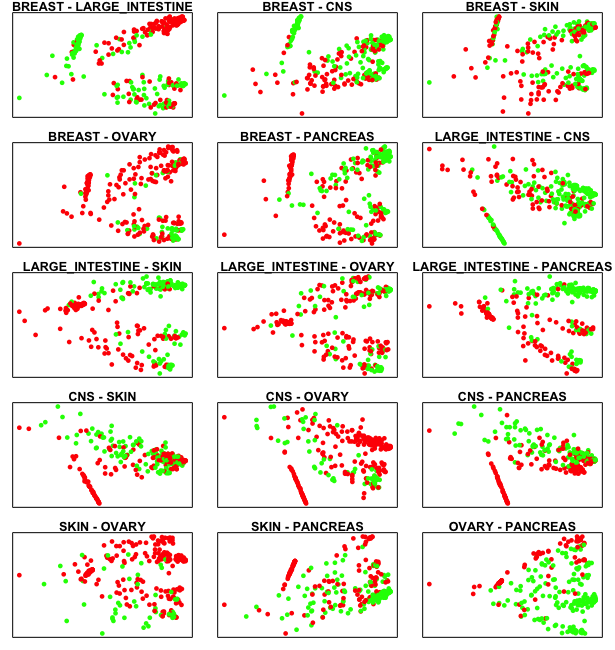 BREAST - LARGE_INTESTINE
BREAST - CNS
BREAST - SKIN
BREAST - OVARY
BREAST - PANCREAS
LARGE_INTESTINE - CNS
LARGE_INTESTINE - SKIN
LARGE_INTESTINE - OVARY
LARGE_INTESTINE - PANCREAS
CNS - SKIN
CNS - OVARY
CNS - PANCREAS
SKIN - OVARY
SKIN - PANCREAS
OVARY - PANCREAS